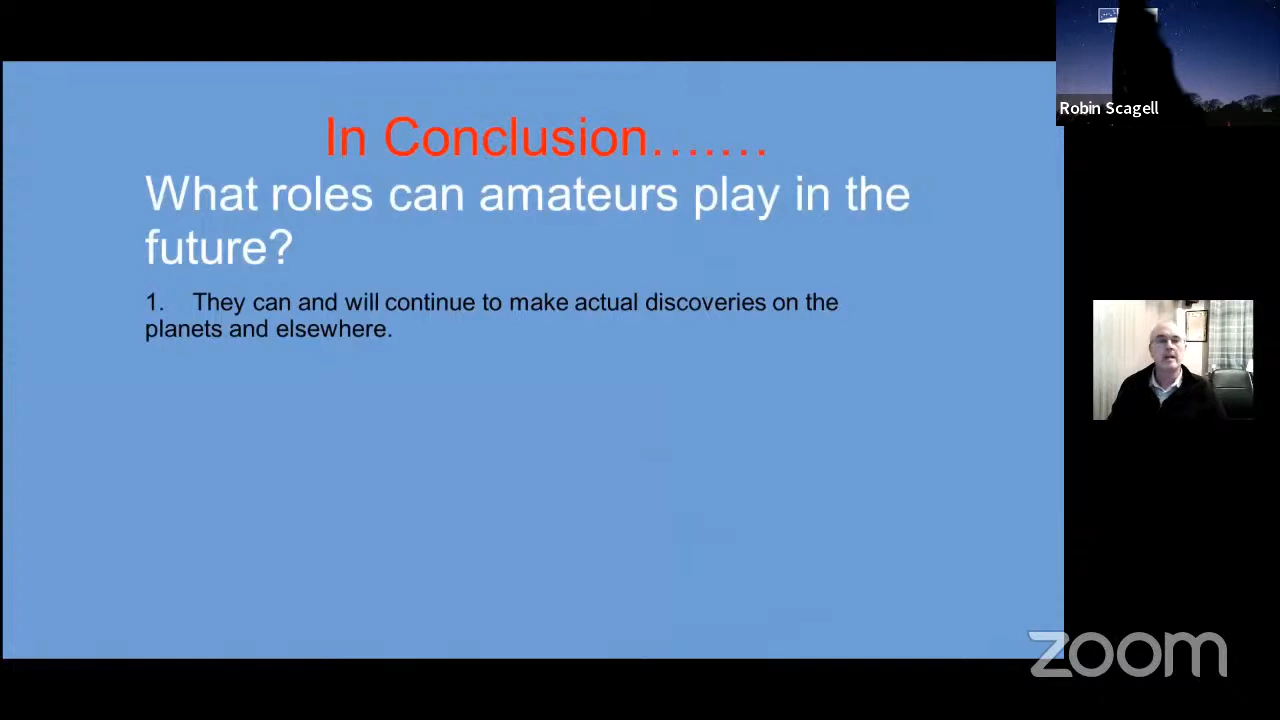 In Conclusion…….…
What roles can amateurs play in the
future?
1. They can and will continue to make actual discoveries on the
planets and elsewhere.
Robin Scagell
zoom